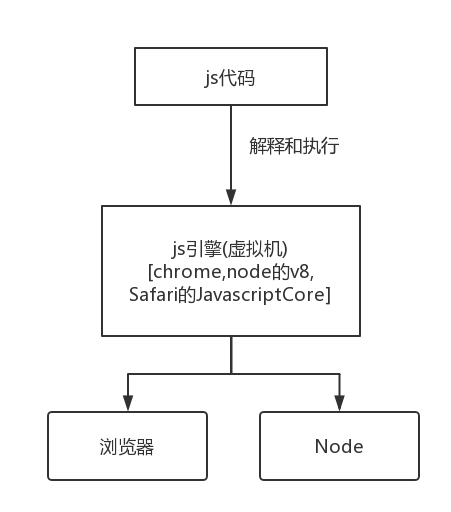 js代码
解释和执行
js引擎(虚拟机)
[chrome,node的v8,
Safari的JavascriptCore]
浏览器
Node